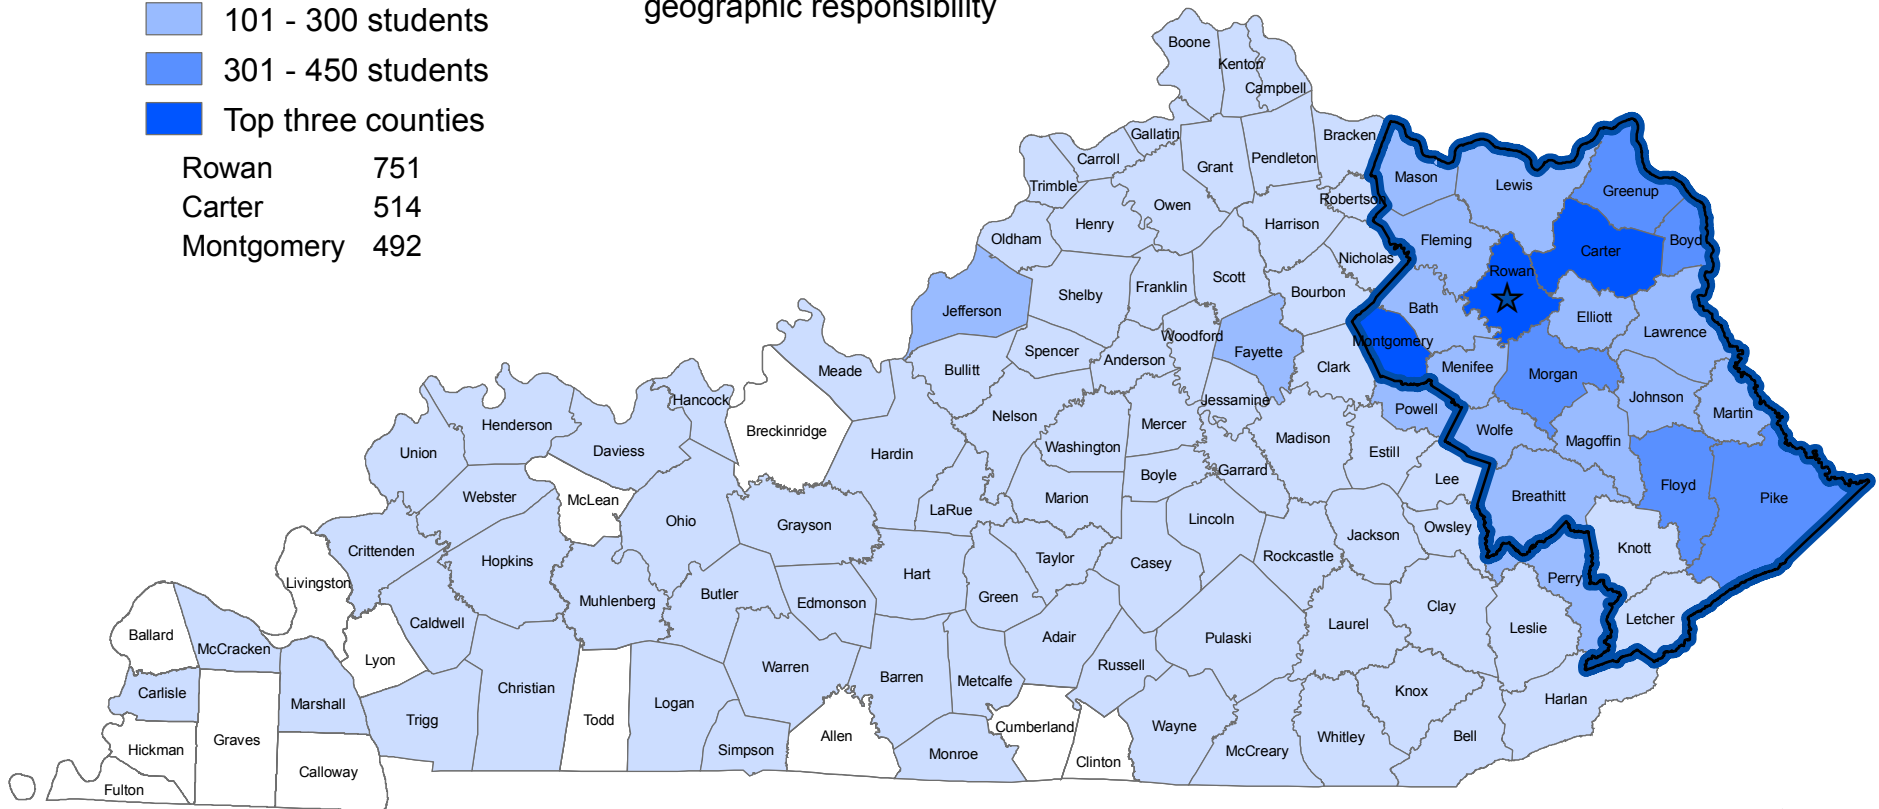 geographic responsibility
101 - 300 students
301 - 450 students
Top three counties
Rowan 751
Carter 514
Montgomery 492
Boone
Kenton
Campbell
Gallatin
Bracken
Carroll
Grant
Pendleton
Trimble
Mason
Lewis
Greenup
Robertson
Owen
Henry
Harrison
Oldham
Fleming
Boyd
Carter
Nicholas
Rowan
Scott
Franklin
Shelby
Bourbon
Jefferson
Bath
Elliott
Lawrence
Woodford
Montgomery
Spencer
Fayette
Anderson
Clark
Menifee
Morgan
Meade
Bullitt
Hancock
Jessamine
Johnson
Powell
Martin
Nelson
Henderson
Breckinridge
Mercer
Wolfe
Madison
Magoffin
Washington
Union
Daviess
Hardin
Estill
Boyle
Garrard
Lee
Floyd
Pike
Webster
McLean
Marion
Breathitt
LaRue
Ohio
Lincoln
Grayson
Owsley
Jackson
Crittenden
Knott
Hopkins
Taylor
Rockcastle
Casey
Hart
Perry
Livingston
Butler
Green
Muhlenberg
Edmonson
Clay
Letcher
Caldwell
Laurel
Leslie
Ballard
Adair
Pulaski
McCracken
Lyon
Warren
Russell
Barren
Metcalfe
Carlisle
Christian
Knox
Harlan
Marshall
Logan
Trigg
Todd
Cumberland
Wayne
Allen
Whitley
Bell
Graves
Hickman
Simpson
McCreary
Monroe
Clinton
Calloway
Fulton